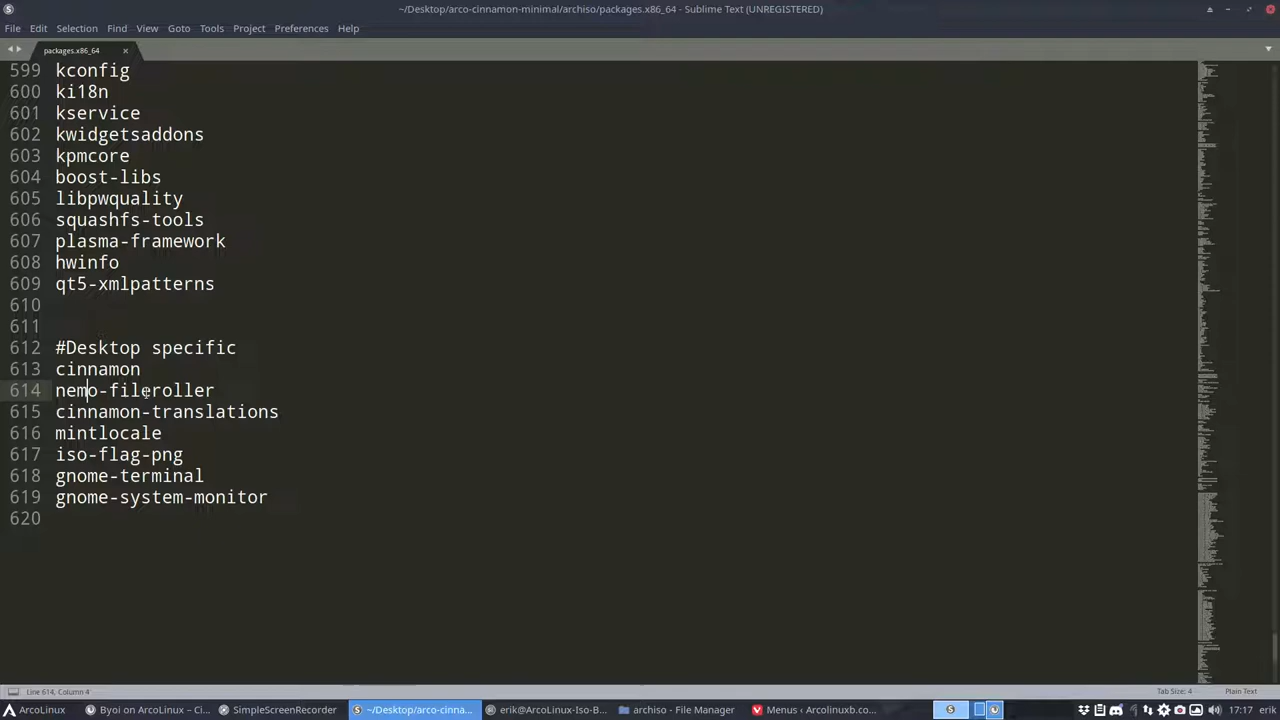 ~/Desktop/arco-cinnamon-minimal/archiso/packages.x86_64 - Sublime Text (UNREGISTERED)
File Edit Selection Find View Goto Tools Project Preferences Help
packages.x86_64
599 kconfig
600 ki18n
601 kservice
602 kwidgetsaddons
603 kpmcore
604 boost-libs
605 libpwquality
606 squashfs-tools
607 plasma-framework
608 hwinfo
609 qt5-xmlpatterns
610
611
612 #Desktop specific
613 cinnamon
614 nemo-fileroller
615 cinnamon-translations
616 mintlocale
617 iso-flag-png
618 gnome-terminal
619 gnome-system-monitor
620
Line 614, Column 4 Tab Size: 4 Plain Text
ArcoLinux Byoi on ArcoLinux – Ci... SimpleScreenRecorder ~/Desktop/arco-cinna... erik@ArcoLinux-Iso-B... archiso - File Manager Menus ‹ Arcolinuxb.co... 17:17 erik